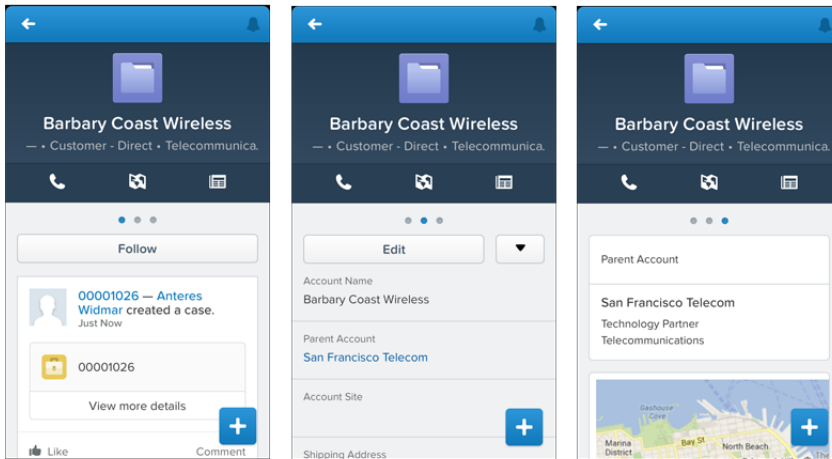 Barbary Coast Wireless
— • Customer - Direct • Telecommunica.
Follow
00001026 — Anteres
Widmar created a case.
Just Now
00001026
View more details
Like
Comment
Barbary Coast Wireless
— • Customer - Direct • Telecommunica.
Edit
Account Name
Barbary Coast Wireless
Parent Account
San Francisco Telecom
Account Site
Shipping Address
Barbary Coast Wireless
— • Customer - Direct • Telecommunica.
Parent Account
San Francisco Telecom
Technology Partner
Telecommunications
Gashouse
Cove
Marina
District
Bay St
North Beach
The